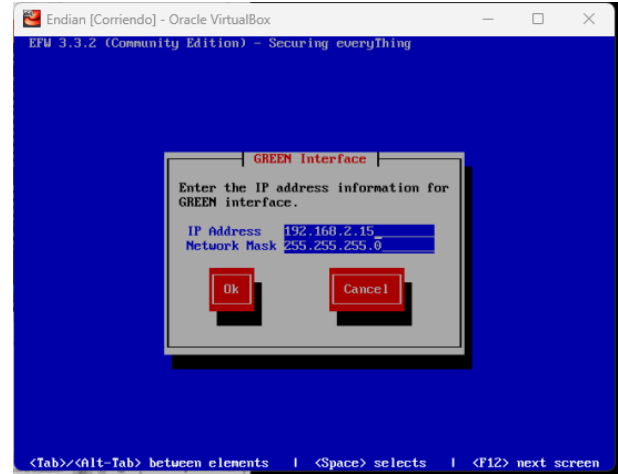 Endian [Corriendo] - Oracle VirtualBox
EFW 3.3.2 (Community Edition) - Securing everyThing
GREEN Interface
Enter the IP address information for
GREEN interface.
IP Address 192.168.2.15_
Network Mask 255.255.255.0
Ok Cancel
<Tab>/<Alt-Tab> between elements | <Space> selects | <F12> next screen